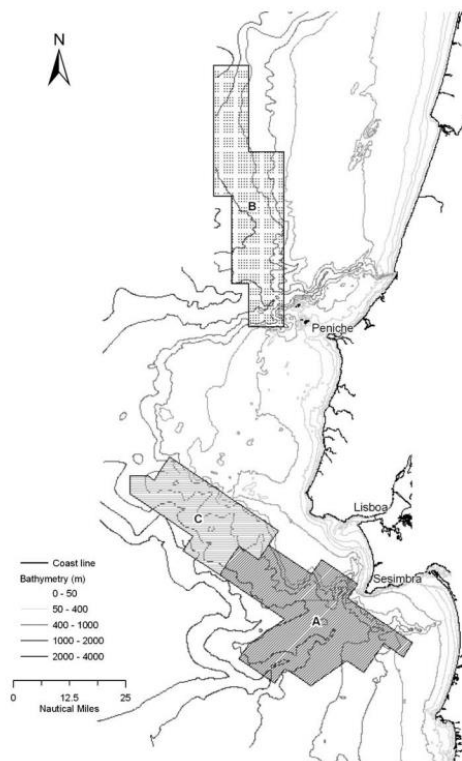 N
B
Peniche
Lisboa
C
Coast line
Bathymetry (m)
Sesimbra
0 - 50
50 - 400
A
400 - 1000
1000 - 2000
2000 - 4000
0 12.5 25
Nautical Miles